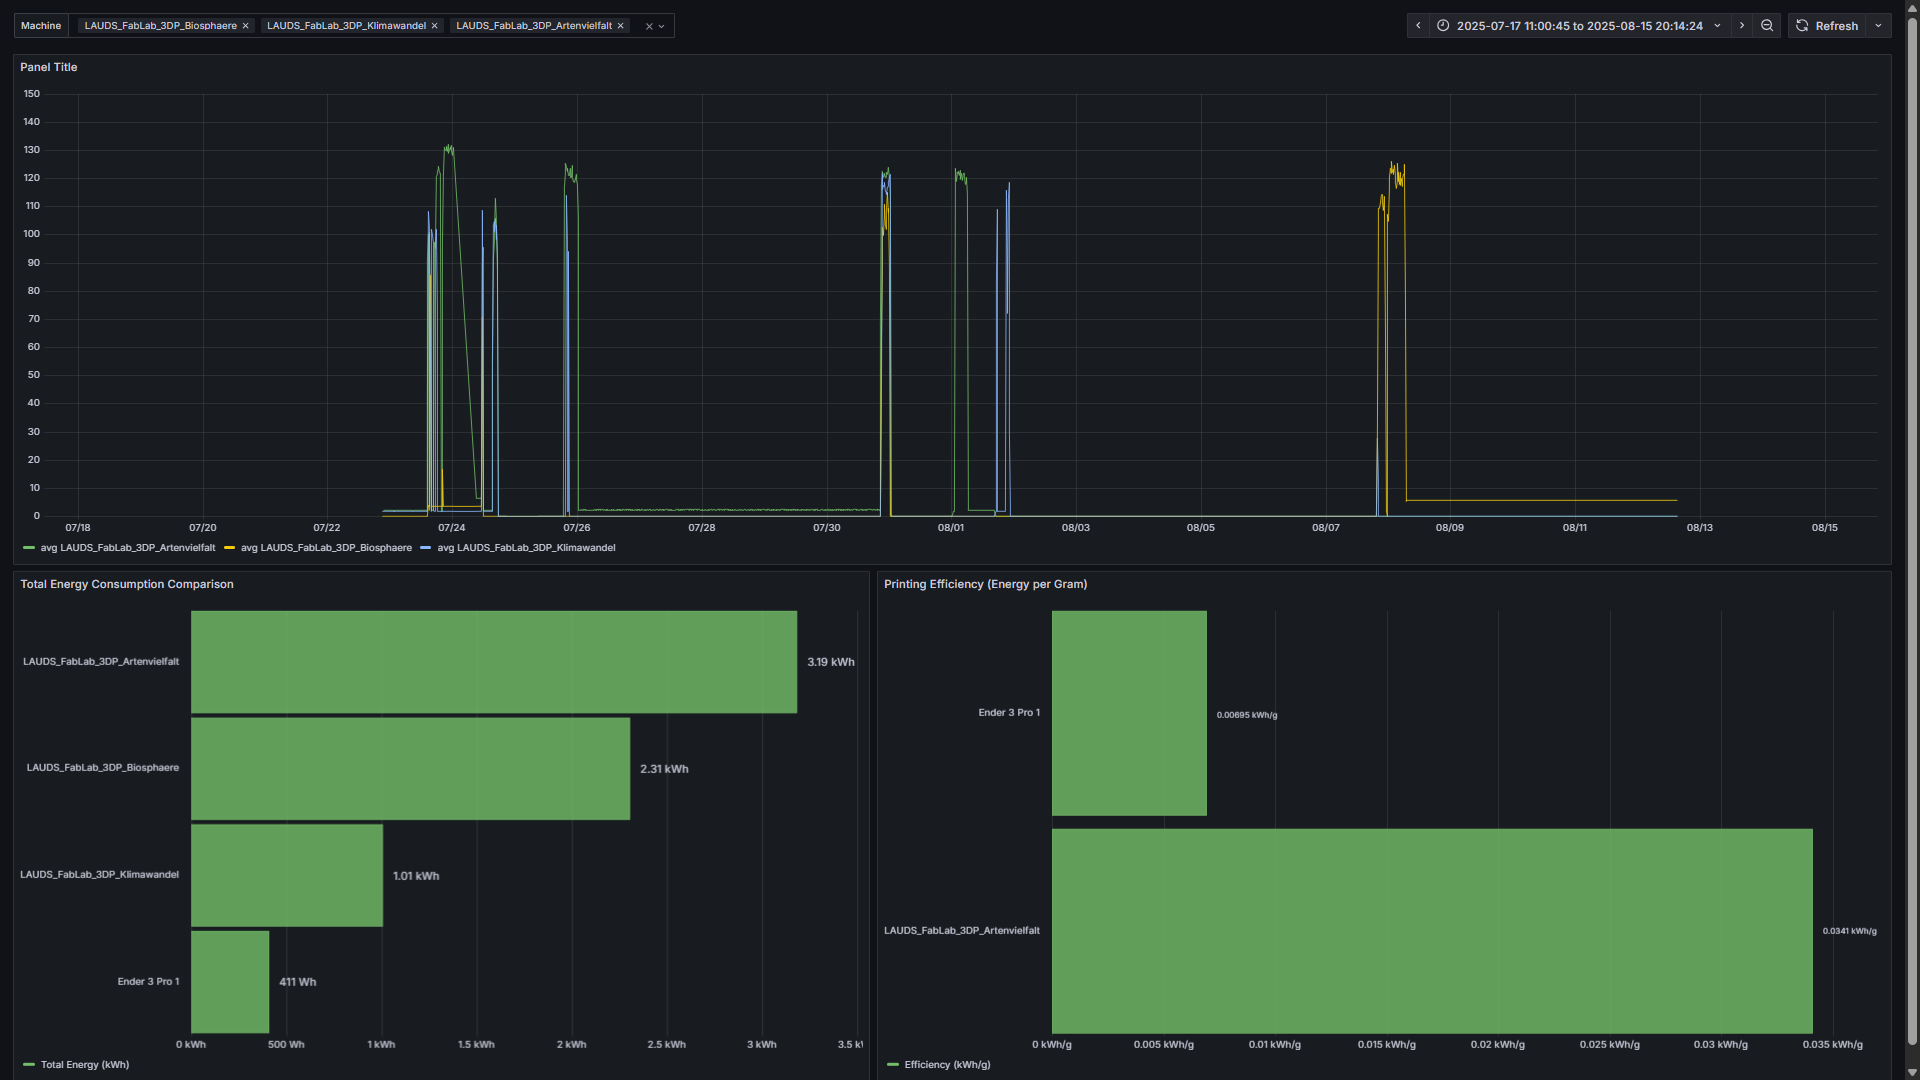 Machine LAUDS_FabLab_3DP_Biosphaere LAUDS_FabLab_3DP_Klimawandel LAUDS_FabLab_3DP_Artenvielfalt 2025-07-17 11:00:45 to 2025-08-15 20:14:24 Refresh
Panel Title
150
140
130
120
110
100
90
80
70
60
50
40
30
20
10
0
07/18 07/20 07/22 07/24 07/26 07/28 07/30 08/01 08/03 08/05 08/07 08/09 08/11 08/13 08/15
avg LAUDS_FabLab_3DP_Artenvielfalt avg LAUDS_FabLab_3DP_Biosphaere avg LAUDS_FabLab_3DP_Klimawandel
Total Energy Consumption Comparison
LAUDS_FabLab_3DP_Artenvielfalt 3.19 kWh
LAUDS_FabLab_3DP_Biosphaere 2.31 kWh
LAUDS_FabLab_3DP_Klimawandel 1.01 kWh
Ender 3 Pro 1 411 Wh
0 kWh 500 Wh 1 kWh 1.5 kWh 2 kWh 2.5 kWh 3 kWh 3.5
Total Energy (kWh)
Printing Efficiency (Energy per Gram)
Ender 3 Pro 1 0.00695 kWh/g
LAUDS_FabLab_3DP_Artenvielfalt 0.0341 kWh/g
0 kWh/g 0.005 kWh/g 0.01 kWh/g 0.015 kWh/g 0.02 kWh/g 0.025 kWh/g 0.03 kWh/g 0.035 kWh/g
Efficiency (kWh/g)